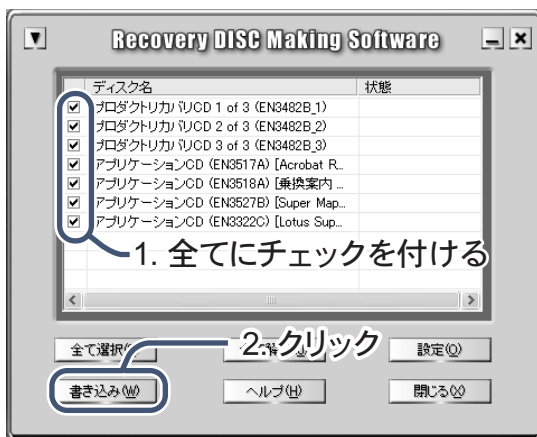 Recovery DISC Making Software
ディスク名 状態
プロダクトリカバリCD 1 of 3 (EN3482B_1)
プロダクトリカバリCD 2 of 3 (EN3482B_2)
プロダクトリカバリCD 3 of 3 (EN3482B_3)
アプリケーションCD (EN3517A) [Acrobat R...
アプリケーションCD (EN3518A) [乗換案内 ...
アプリケーションCD (EN3527B) [Super Map...
アプリケーションCD (EN3322C) [Lotus Sup...
1. 全てにチェックを付ける
全て選択
2. クリック
設定(O)
書き込み(W) ヘルプ(H) 閉じる(X)